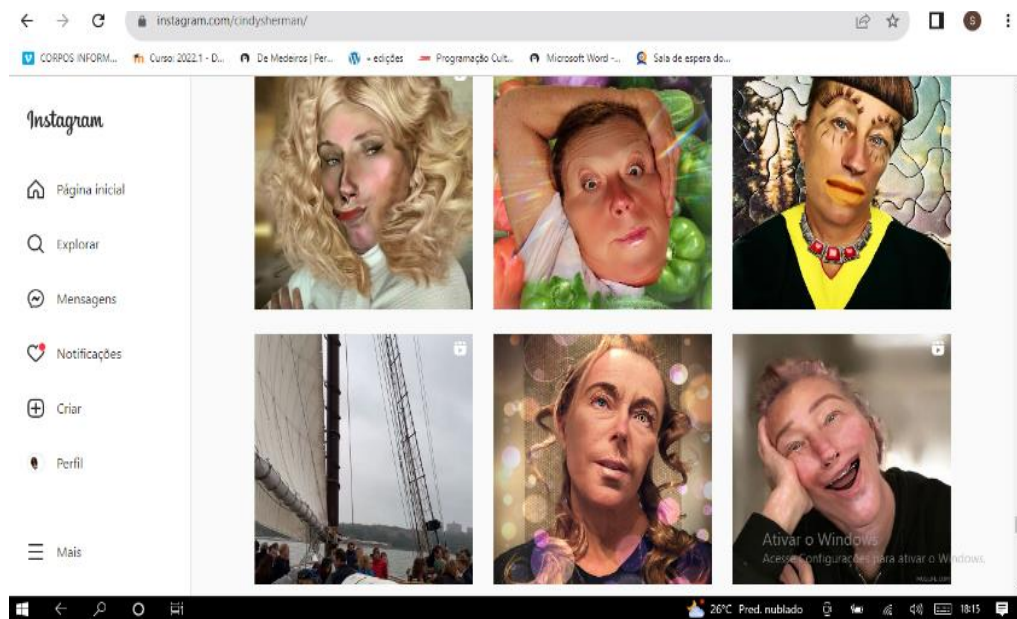 instagram.com/cindysherman/
S
CORPOS INFORM... Curso: 2022.1 - D... De Medeiros | Per... » edições Programação Cult... Microsoft Word -... Sala de espera do...
Instagram
Página inicial
Explorar
Mensagens
Notificações
Criar
Perfil
Mais
Ativar o Windows
Acesse Configurações para ativar o Windows.
26°C Pred. nublado 18:15